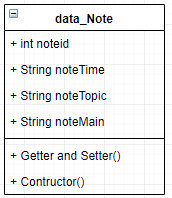 data_Note
+ int noteid
+ String noteTime
+ String noteTopic
+ String noteMain
+ Getter and Setter()
+ Contructor()